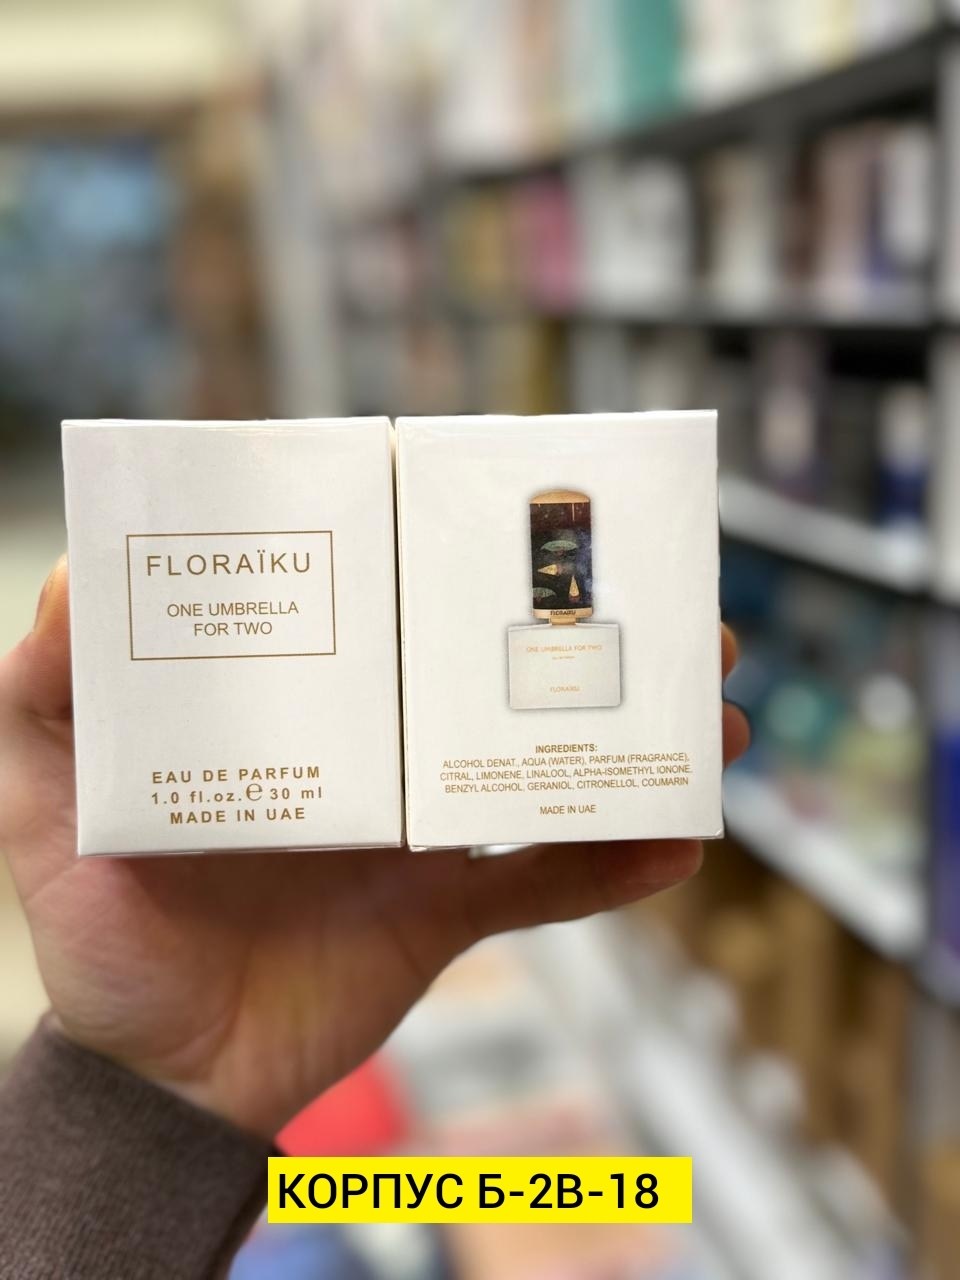 FLORAÏKU
ONE UMBRELLA
FOR TWO
EAU DE PARFUM
1.0 fl.oz. ℮ 30 ml
MADE IN UAE
FLORAÏKU
ONE UMBRELLA FOR TWO
FLORAÏKU
INGREDIENTS:
ALCOHOL DENAT., AQUA (WATER), PARFUM (FRAGRANCE),
CITRAL, LIMONENE, LINALOOL, ALPHA-ISOMETHYL IONONE,
BENZYL ALCOHOL, GERANIOL, CITRONELLOL, COUMARIN
MADE IN UAE
КОРПУС Б-2В-18